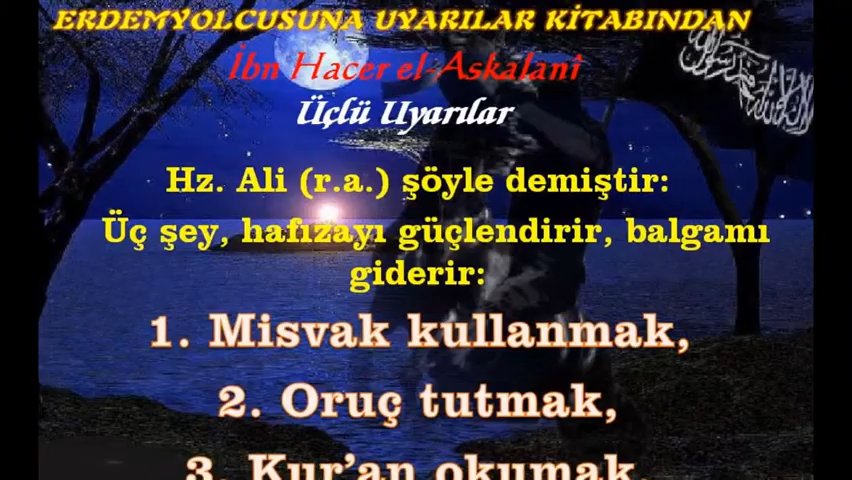 ERDEMYOLCUSUNA UYARILAR KİTABINDAN
İbn Hacer el-Askalanî
Üçlü Uyarılar
Hz. Ali (r.a.) şöyle demiştir:
Üç şey, hafızayı güçlendirir, balgamı
giderir:
1. Misvak kullanmak,
2. Oruç tutmak,
3. Kur'an okumak.